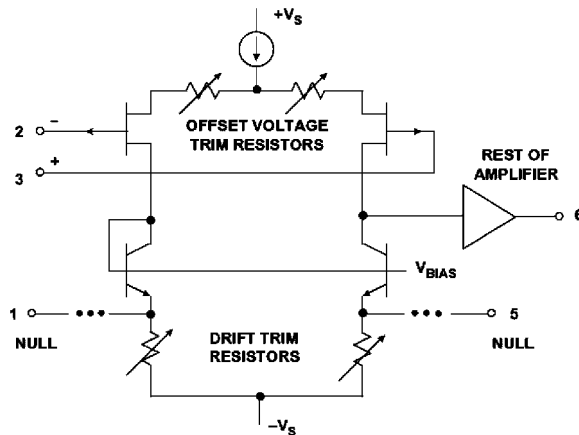 +VS
2 −
OFFSET VOLTAGE
TRIM RESISTORS
3 +
REST OF
AMPLIFIER
6
VBIAS
1
NULL
5
NULL
DRIFT TRIM
RESISTORS
−VS